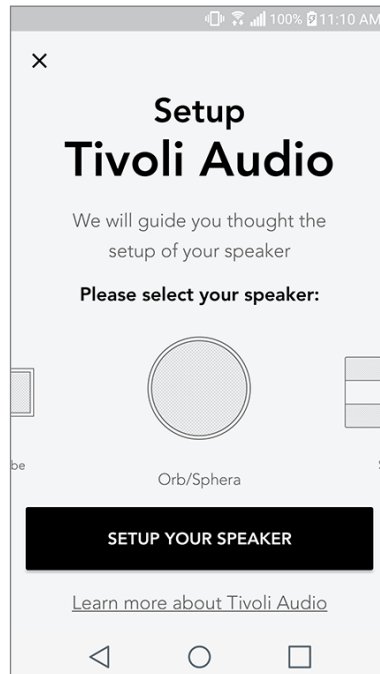 100% 11:10 AM
Setup
Tivoli Audio
We will guide you thought the
setup of your speaker
Please select your speaker:
be
Orb/Sphera
SETUP YOUR SPEAKER
Learn more about Tivoli Audio